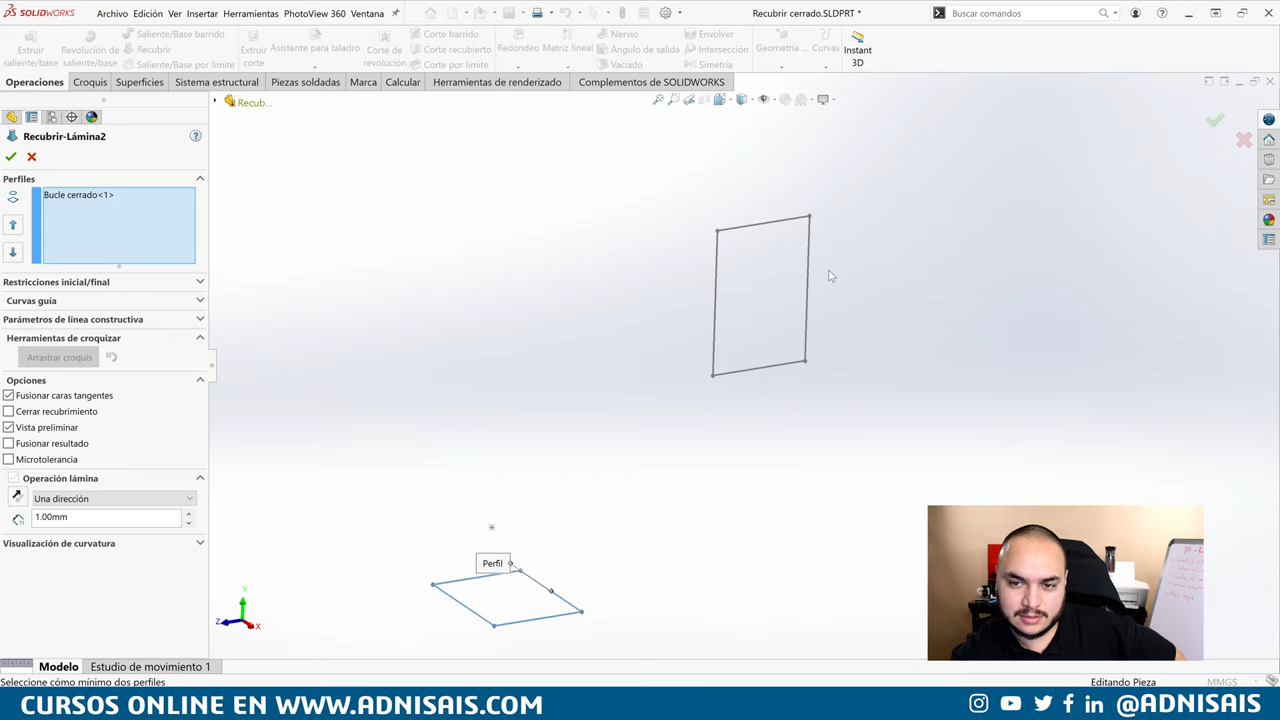 SOLIDWORKS
Archivo Edición Ver Insertar Herramientas PhotoView 360 Ventana
Recubrir cerrado.SLDPRT *
Buscar comandos
Extruir saliente/base
Revolución de saliente/base
Saliente/Base barrido
Recubrir
Saliente/Base por límite
Extruir corte
Asistente para taladro
Corte de revolución
Corte barrido
Corte recubierto
Corte por límite
Redondeo
Matriz lineal
Nervio
Ángulo de salida
Vaciado
Envolver
Intersección
Simetría
Geometría ...
Curvas
Instant 3D
Operaciones Croquis Superficies Sistema estructural Piezas soldadas Marca Calcular Herramientas de renderizado Complementos de SOLIDWORKS
Recub...
Recubrir-Lámina2
Perfiles
Bucle cerrado<1>
Restricciones inicial/final
Curvas guía
Parámetros de línea constructiva
Herramientas de croquizar
Arrastrar croquis
Opciones
Fusionar caras tangentes
Cerrar recubrimiento
Vista preliminar
Fusionar resultado
Microtolerancia
Operación lámina
Una dirección
1.00mm
Visualización de curvatura
Perfil
Y
Z
X
Modelo Estudio de movimiento 1
Seleccione cómo mínimo dos perfiles
Editando Pieza
MMGS
CURSOS ONLINE EN WWW.ADNISAIS.COM
@ADNISAIS